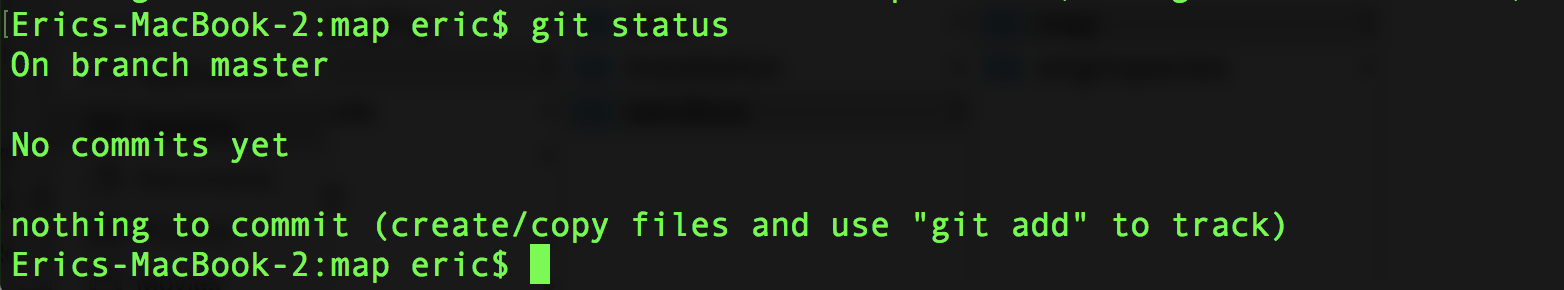 Erics-MacBook-2:map eric$ git status
On branch master
No commits yet
nothing to commit (create/copy files and use "git add" to track)
Erics-MacBook-2:map eric$